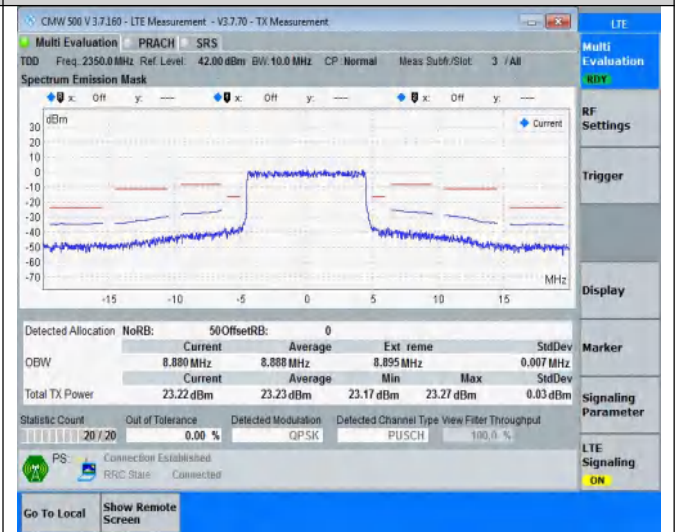 CMW 500 V 3.7.160 - LTE Measurement - V3.7.70 - TX Measurement
LTE
Multi Evaluation PRACH SRS
Multi Evaluation
RDY
TDD Freq.: 2350.0 MHz Ref. Level: 42.00 dBm BW: 10.0 MHz CP: Normal Meas Subfr./Slot: 3 /All
Spectrum Emission Mask
x: Off y: --- x: Off y: --- x: Off y: ---
RF Settings
dBm
Current
30
20
10
0
-10
-20
-30
-40
-50
-60
-70
MHz
-15 -10 -5 0 5 10 15
Trigger
Display
Detected Allocation NoRB: 50 OffsetRB: 0
Current Average Extreme StdDev
OBW 8.880 MHz 8.888 MHz 8.895 MHz 0.007 MHz
Current Average Min Max StdDev
Total TX Power 23.22 dBm 23.23 dBm 23.17 dBm 23.27 dBm 0.03 dBm
Marker
Signaling Parameter
Statistic Count Out of Tolerance Detected Modulation Detected Channel Type View Filter Throughput
20 / 20 0.00 % QPSK PUSCH 100.0 %
PS: Connection Established
RRC State Connected
LTE Signaling
ON
Go To Local Show Remote Screen